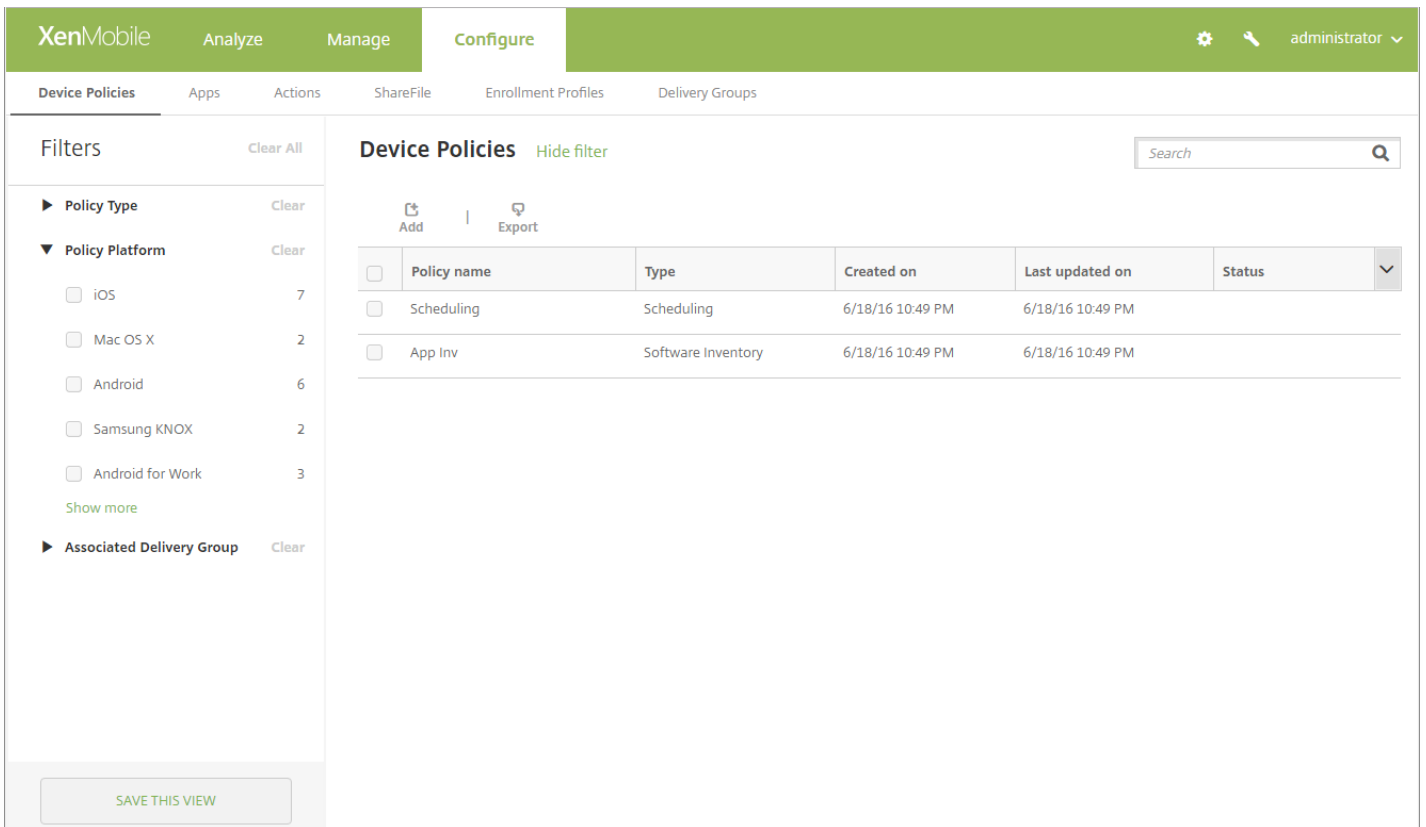 XenMobile Analyze Manage Configure administrator
Device Policies Apps Actions ShareFile Enrollment Profiles Delivery Groups
Filters Clear All
Policy Type Clear
Policy Platform Clear
iOS 7
Mac OS X 2
Android 6
Samsung KNOX 2
Android for Work 3
Show more
Associated Delivery Group Clear
SAVE THIS VIEW
Device Policies Hide filter
Search
Add | Export
Policy name Type Created on Last updated on Status
Scheduling Scheduling 6/18/16 10:49 PM 6/18/16 10:49 PM
App Inv Software Inventory 6/18/16 10:49 PM 6/18/16 10:49 PM